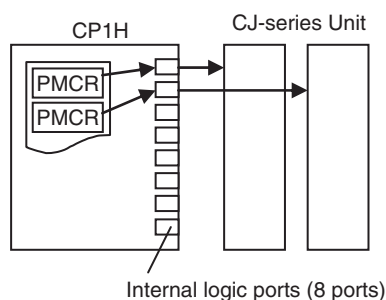 CP1H
CJ-series Unit
PMCR
PMCR
Internal logic ports (8 ports)